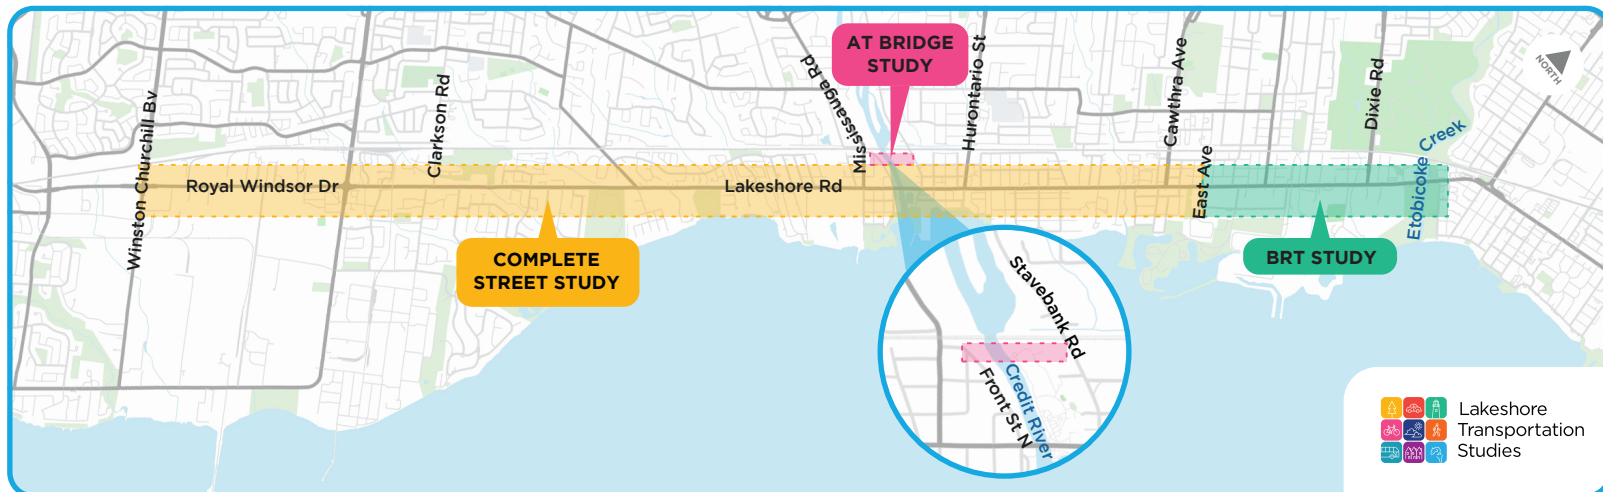 AT BRIDGE
STUDY
Winston Churchill Bv
Clarkson Rd
Mississauga Rd
Hurontario St
Cawthra Ave
Dixie Rd
NORTH
Royal Windsor Dr
Lakeshore Rd
East Ave
Etobicoke Creek
COMPLETE
STREET STUDY
BRT STUDY
Stavebank Rd
Front St N
Credit River
Lakeshore
Transportation
Studies